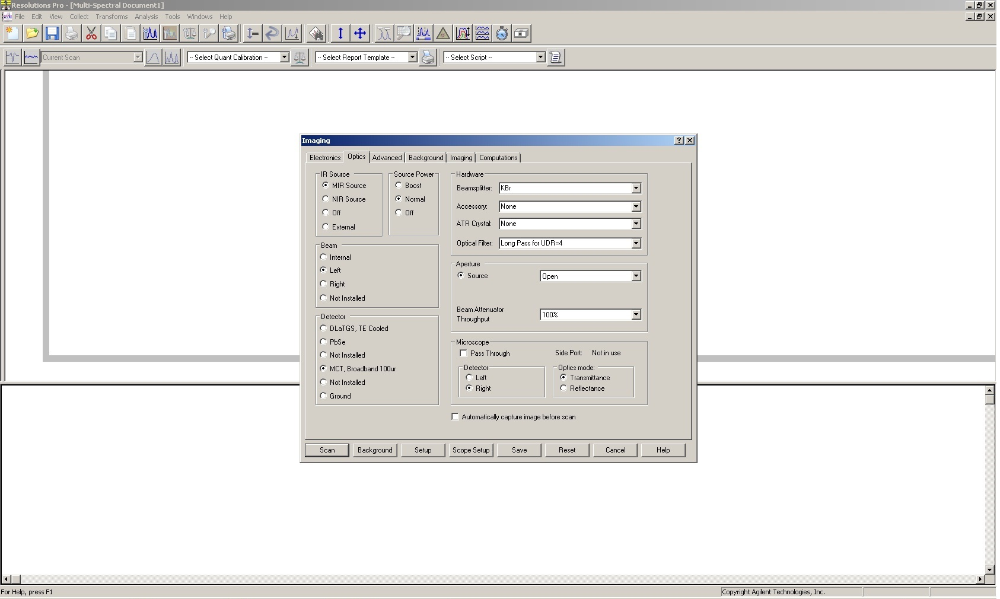 Resolutions Pro - [Multi-Spectral Document1]
File Edit View Collect Transforms Analysis Tools Windows Help
Current Scan -- Select Quant Calibration -- -- Select Report Template -- -- Select Script --
Imaging
Electronics Optics Advanced Background Imaging Computations
IR Source
MIR Source
NIR Source
Off
External
Source Power
Boost
Normal
Off
Beam
Internal
Left
Right
Not Installed
Detector
DLaTGS, TE Cooled
PbSe
Not Installed
MCT, Broadband 100ur
Not Installed
Ground
Hardware
Beamsplitter: KBr
Accessory: None
ATR Crystal: None
Optical Filter: Long Pass for UDR=4
Aperture
Source Open
Beam Attenuator
Throughput
100%
Microscope
Pass Through Side Port: Not in use
Detector
Left
Right
Optics mode:
Transmittance
Reflectance
Automatically capture image before scan
Scan Background Setup Scope Setup Save Reset Cancel Help
For Help, press F1 Copyright Agilent Technologies, Inc.